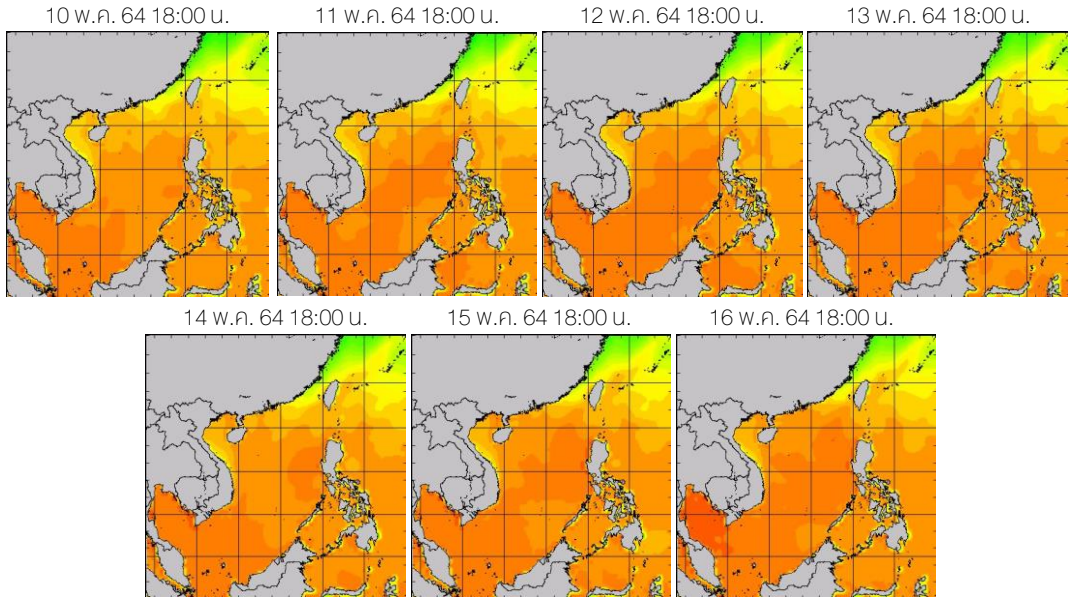 10 พ.ค. 64 18:00 น.
11 พ.ค. 64 18:00 น.
12 พ.ค. 64 18:00 น.
13 พ.ค. 64 18:00 น.
14 พ.ค. 64 18:00 น.
15 พ.ค. 64 18:00 น.
16 พ.ค. 64 18:00 น.